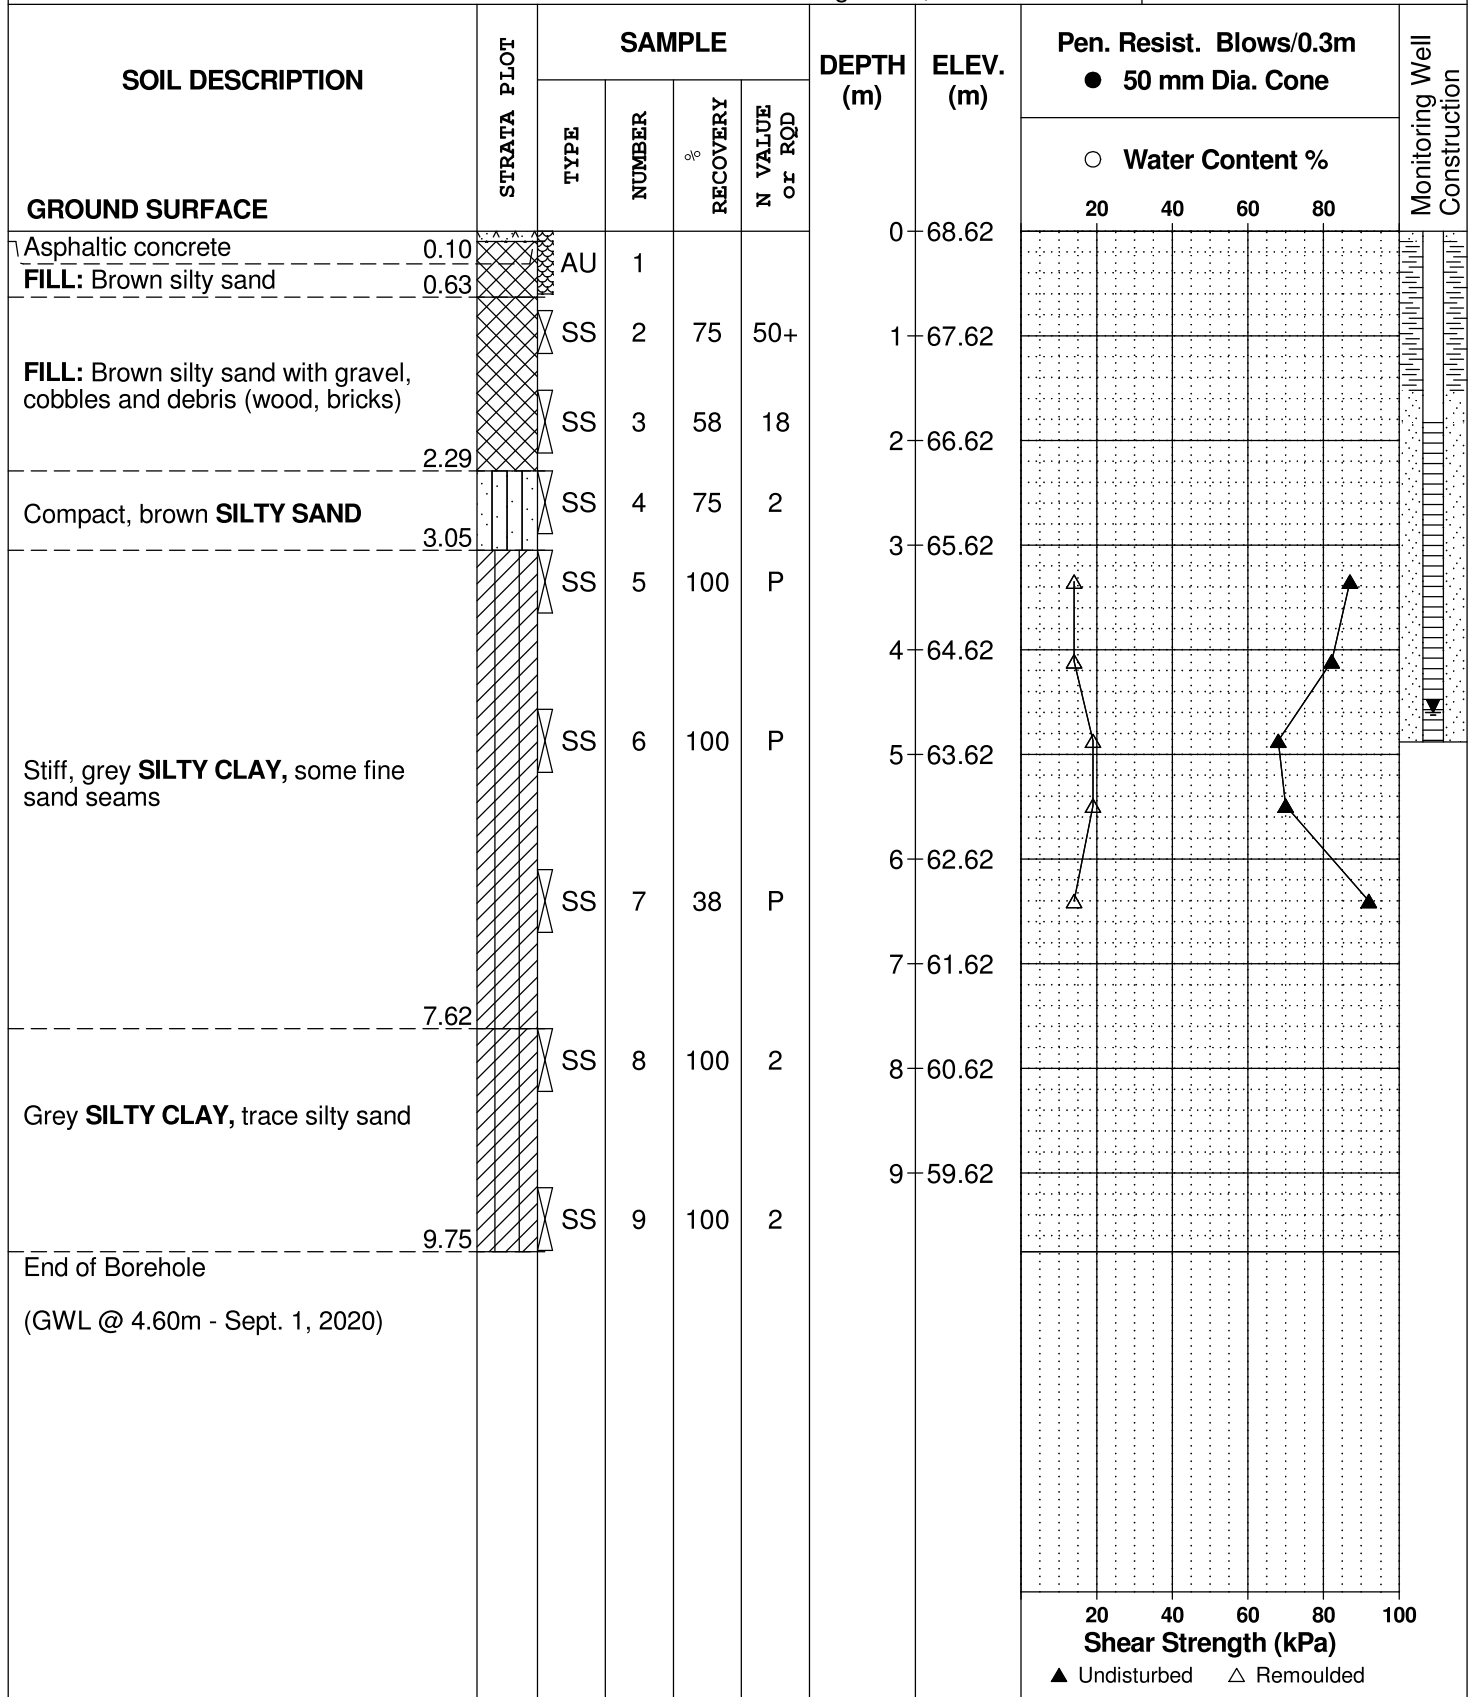 SOIL DESCRIPTION
GROUND SURFACE
STRATA PLOT
SAMPLE
TYPE
NUMBER
% RECOVERY
N VALUE or RQD
DEPTH (m)
ELEV. (m)
Pen. Resist. Blows/0.3m
● 50 mm Dia. Cone
○ Water Content %
20 40 60 80
Monitoring Well
Construction
Asphaltic concrete 0.10
FILL: Brown silty sand 0.63
FILL: Brown silty sand with gravel,
cobbles and debris (wood, bricks)
2.29
Compact, brown SILTY SAND
3.05
Stiff, grey SILTY CLAY, some fine
sand seams
7.62
Grey SILTY CLAY, trace silty sand
9.75
End of Borehole
(GWL @ 4.60m - Sept. 1, 2020)
AU 1
SS 2 75 50+
SS 3 58 18
SS 4 75 2
SS 5 100 P
SS 6 100 P
SS 7 38 P
SS 8 100 2
SS 9 100 2
0 68.62
1 67.62
2 66.62
3 65.62
4 64.62
5 63.62
6 62.62
7 61.62
8 60.62
9 59.62
20 40 60 80 100
Shear Strength (kPa)
▲ Undisturbed △ Remoulded